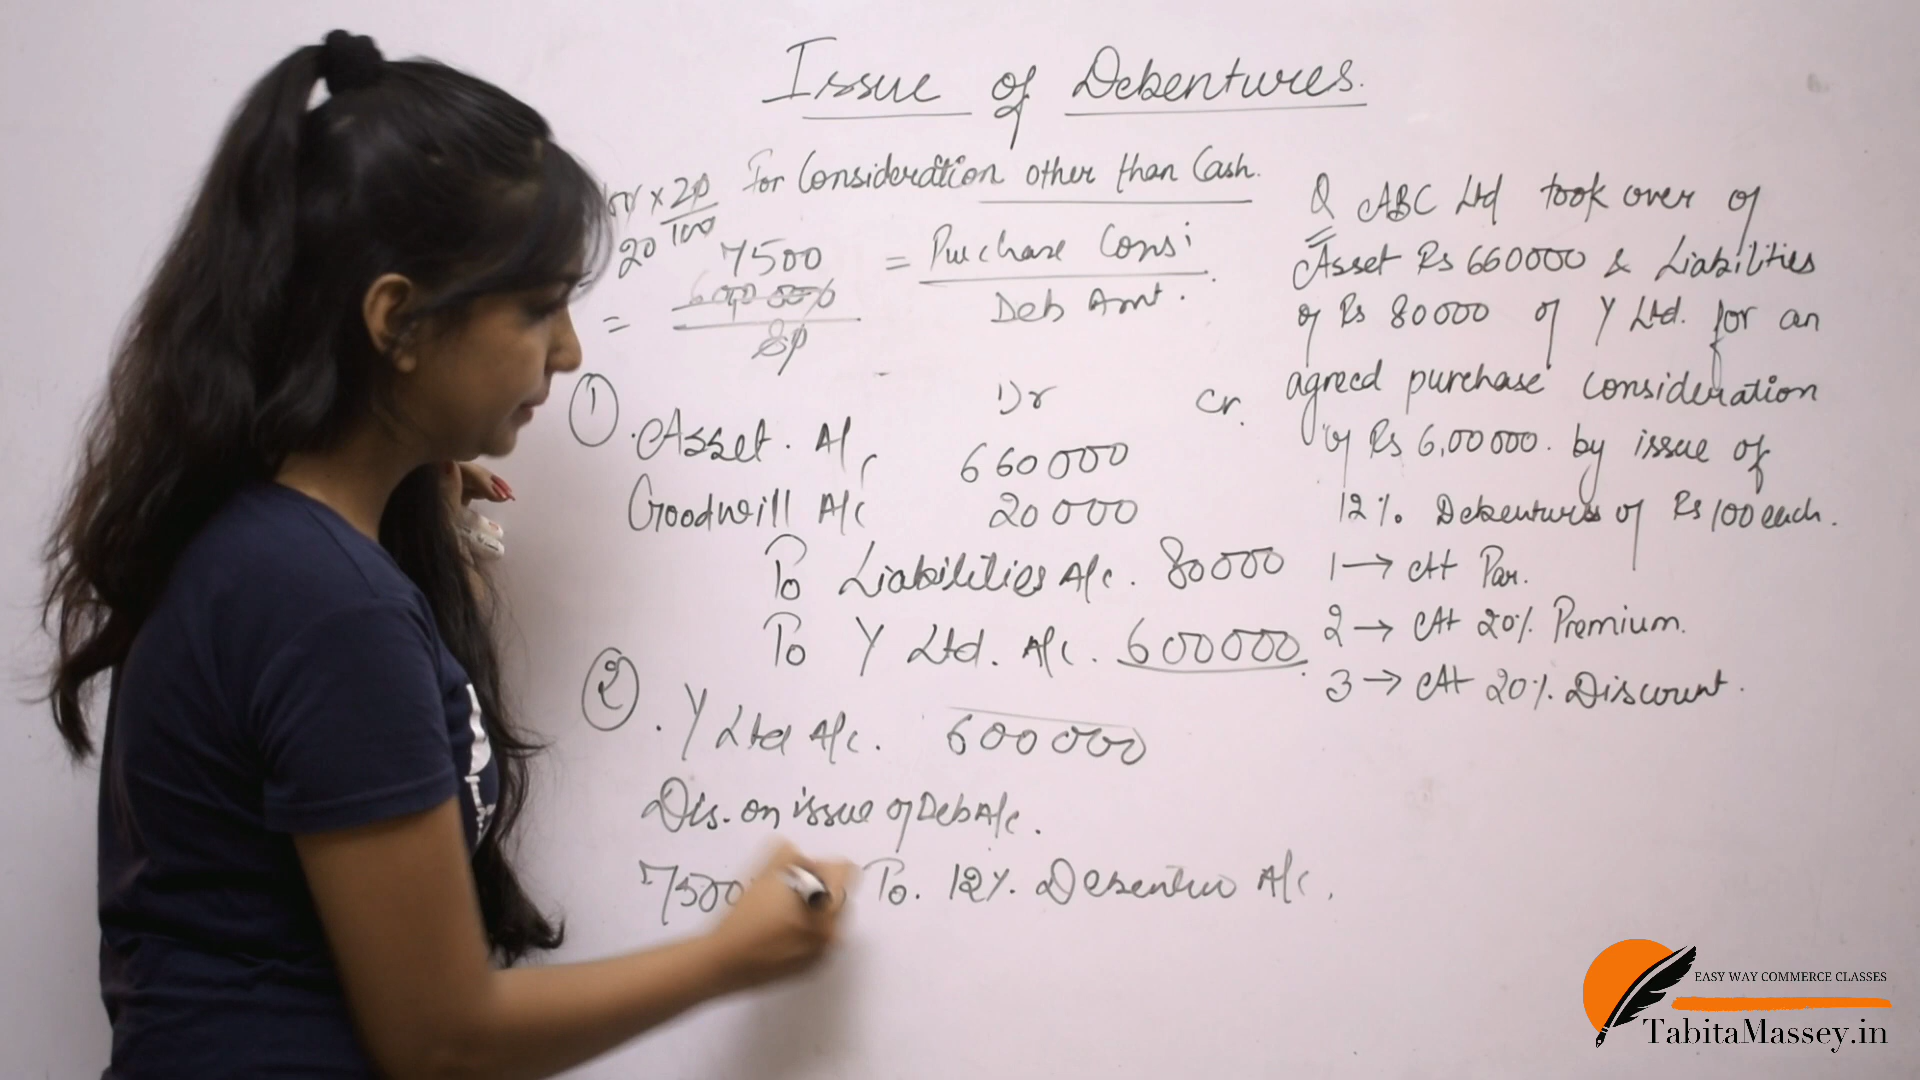 Issue of Debentures.
For Consideration other than Cash.
× 20
100
= 20
7500 = Purchase Consi
= 600000 Deb Amt.
80
Q ABC Ltd took over of
Asset Rs 660000 & Liabilities
of Rs 80000 of Y Ltd. for an
agreed purchase consideration
of Rs 6,00000. by issue of
12%. Debentures of Rs 100 each.
1 → At Par.
2 → At 20%. Premium.
3 → At 20%. Discount.
Dr Cr.
① Asset. A/c 660000
Goodwill A/c 20000
To Liabilities A/c. 80000
To Y Ltd. A/c. 600000
② Y Ltd A/c. 600000
Dis. on issue of Deb A/c.
7500 To. 12%. Debenture A/c.
EASY WAY COMMERCE CLASSES
TabitaMassey.in